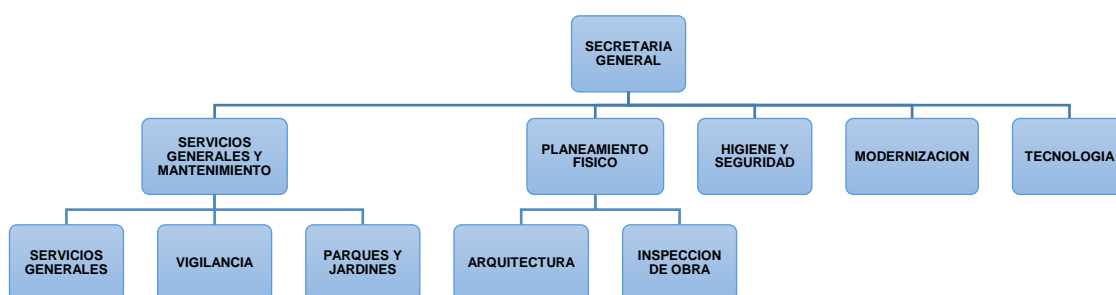 SECRETARIA
GENERAL
SERVICIOS
GENERALES Y
MANTENIMIENTO
PLANEAMIENTO
FISICO
HIGIENE Y
SEGURIDAD
MODERNIZACION
TECNOLOGIA
SERVICIOS
GENERALES
VIGILANCIA
PARQUES Y
JARDINES
ARQUITECTURA
INSPECCION
DE OBRA